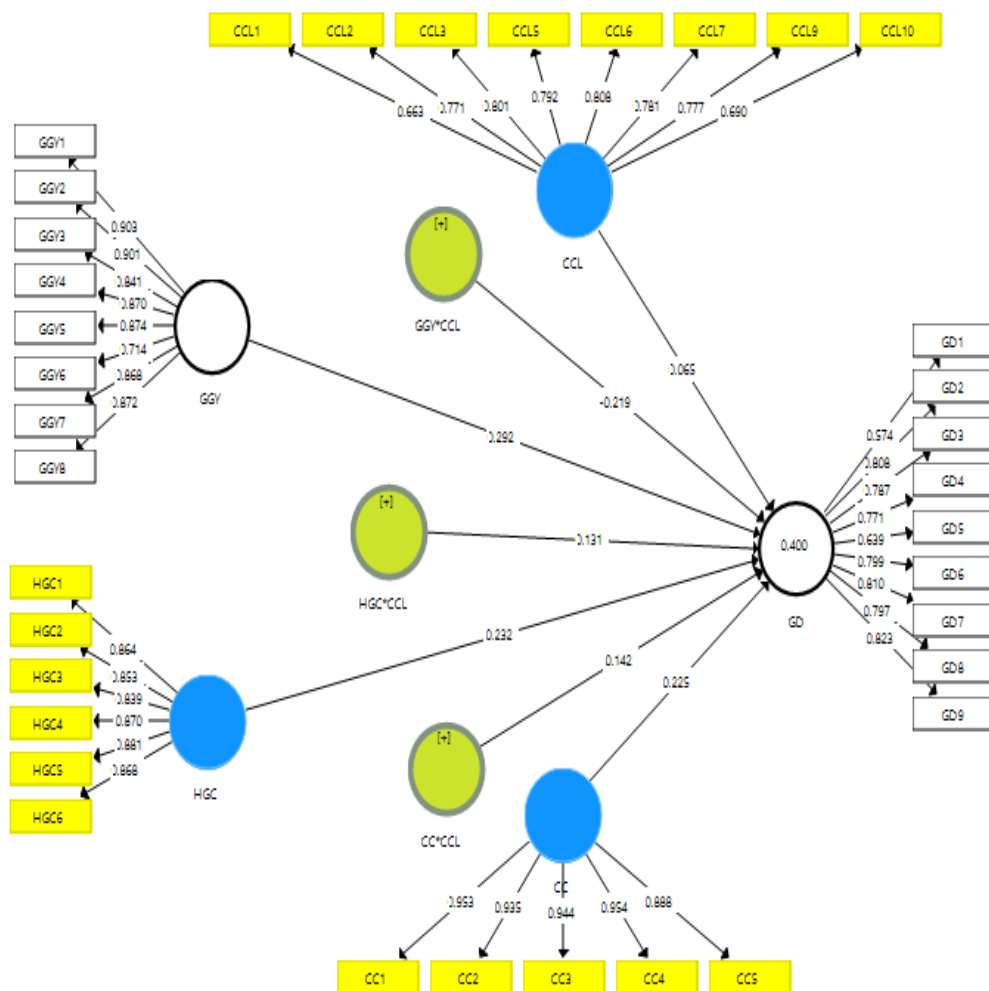 CCL1 CCL2 CCL3 CCL5 CCL6 CCL7 CCL9 CCL10
0.663 0.771 0.801 0.792 0.808 0.781 0.777 0.690
CCL
GGY1
GGY2
GGY3
GGY4
GGY5
GGY6
GGY7
GGY8
0.903
0.901
0.841
0.870
0.874
0.714
0.868
0.872
GGY
[+]
GGY*CCL
0.065
-0.219
0.292
[+]
HGC*CCL
0.131
0.400
GD
GD1
GD2
GD3
GD4
GD5
GD6
GD7
GD8
GD9
0.574
0.808
0.787
0.771
0.639
0.799
0.810
0.797
0.823
HGC1
HGC2
HGC3
HGC4
HGC5
HGC6
0.864
0.853
0.839
0.870
0.881
0.868
HGC
0.232
0.142
0.225
[+]
CC*CCL
CC
0.953 0.935 0.944 0.954 0.888
CC1 CC2 CC3 CC4 CC5